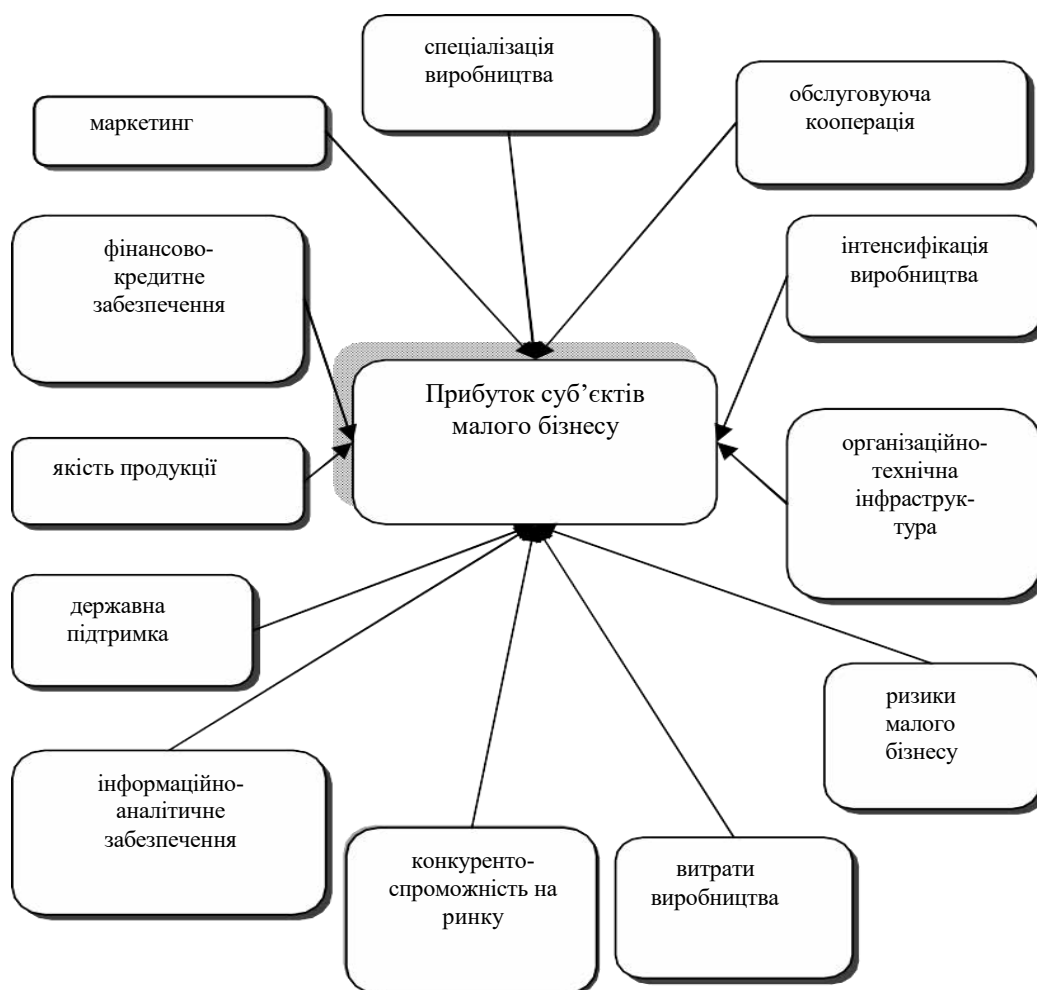 спеціалізація
виробництва
маркетинг
обслуговуюча
кооперація
фінансово-
кредитне
забезпечення
інтенсифікація
виробництва
Прибуток суб’єктів
малого бізнесу
якість продукції
організаційно-
технічна
інфраструк-
тура
державна
підтримка
ризики
малого
бізнесу
інформаційно-
аналітичне
забезпечення
конкуренто-
спроможність на
ринку
витрати
виробництва